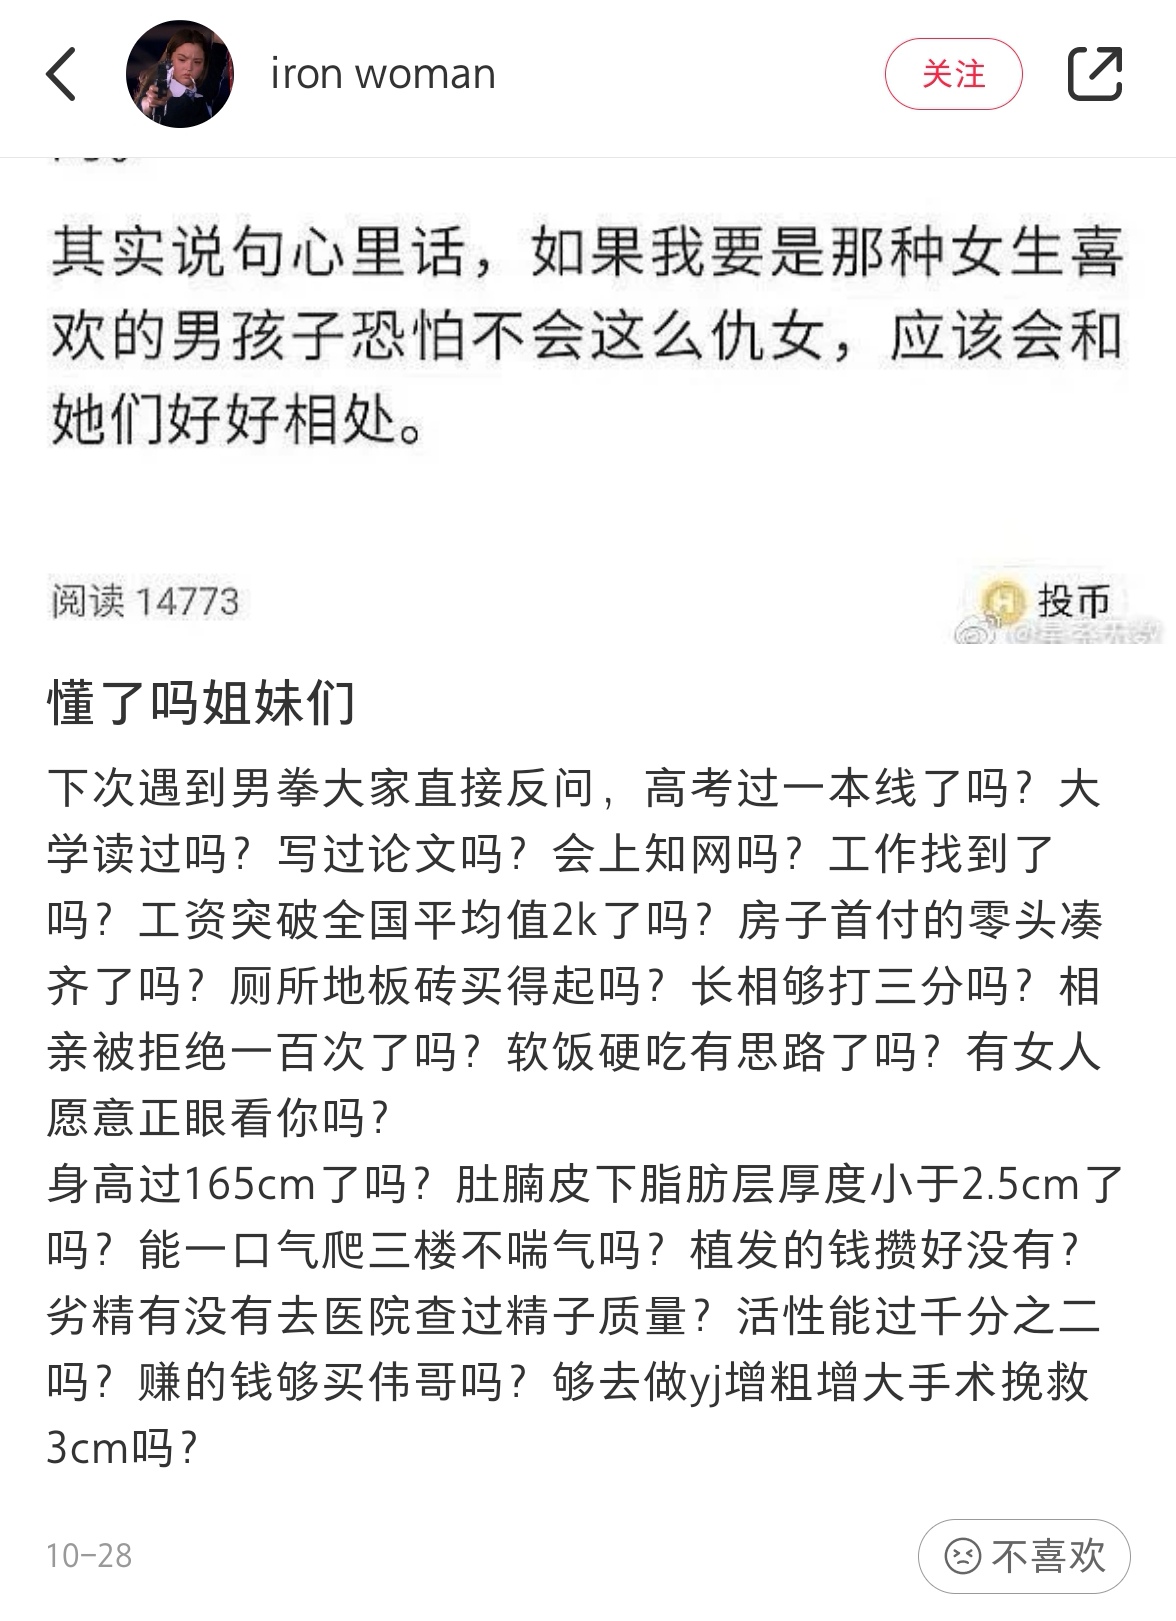 iron woman
关注
其实说句心里话，如果我要是那种女生喜
欢的男孩子恐怕不会这么仇女，应该会和
她们好好相处。
阅读 14773
投币
懂了吗姐妹们
下次遇到男拳大家直接反问，高考过一本线了吗？大
学读过吗？写过论文吗？会上知网吗？工作找到了
吗？工资突破全国平均值2k了吗？房子首付的零头凑
齐了吗？厕所地板砖买得起吗？长相够打三分吗？相
亲被拒绝一百次了吗？软饭硬吃有思路了吗？有女人
愿意正眼看你吗？
身高过165cm了吗？肚腩皮下脂肪层厚度小于2.5cm了
吗？能一口气爬三楼不喘气吗？植发的钱攒好没有？
劣精有没有去医院查过精子质量？活性能过千分之二
吗？赚的钱够买伟哥吗？够去做yj增粗增大手术挽救
3cm吗？
10-28
不喜欢